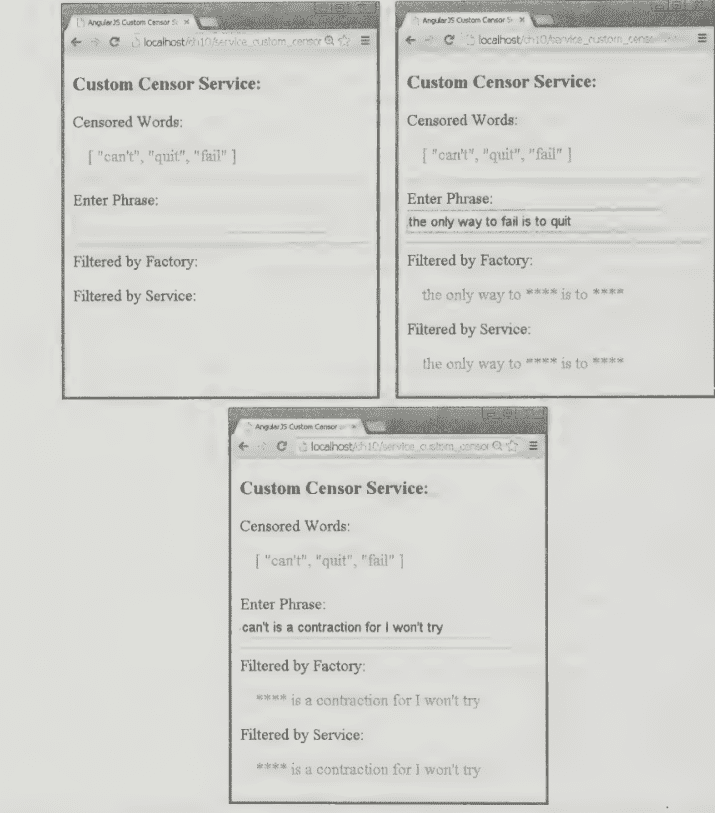 AngularJS Custom Censor S
localhost/ch10/service_custom_censor
Custom Censor Service:
Censored Words:
[ "can't", "quit", "fail" ]
Enter Phrase:
Filtered by Factory:
Filtered by Service:
AngularJS Custom Censor S
localhost/ch10/service_custom_censor
Custom Censor Service:
Censored Words:
[ "can't", "quit", "fail" ]
Enter Phrase:
the only way to fail is to quit
Filtered by Factory:
the only way to **** is to ****
Filtered by Service:
the only way to **** is to ****
AngularJS Custom Censor
localhost/ch10/service_custom_censor
Custom Censor Service:
Censored Words:
[ "can't", "quit", "fail" ]
Enter Phrase:
can't is a contraction for I won't try
Filtered by Factory:
**** is a contraction for I won't try
Filtered by Service:
**** is a contraction for I won't try